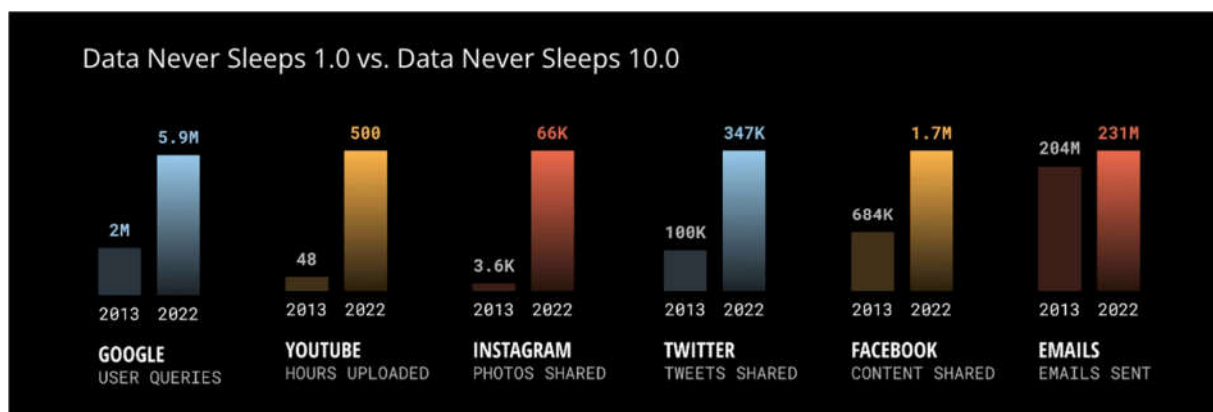 Data Never Sleeps 1.0 vs. Data Never Sleeps 10.0
2M
5.9M
2013 2022
GOOGLE
USER QUERIES
48
500
2013 2022
YOUTUBE
HOURS UPLOADED
3.6K
66K
2013 2022
INSTAGRAM
PHOTOS SHARED
100K
347K
2013 2022
TWITTER
TWEETS SHARED
684K
1.7M
2013 2022
FACEBOOK
CONTENT SHARED
204M
231M
2013 2022
EMAILS
EMAILS SENT